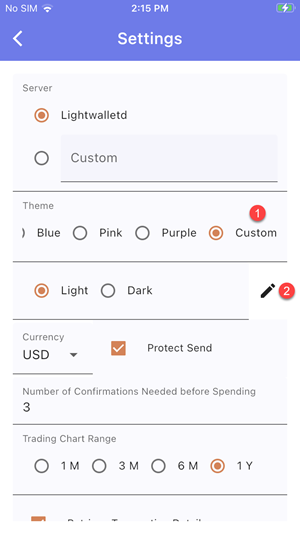 No SIM 2:15 PM
Settings
Server
Lightwalletd
Custom
Theme
1
Blue Pink Purple Custom
Light Dark 2
Currency
USD Protect Send
Number of Confirmations Needed before Spending
3
Trading Chart Range
1 M 3 M 6 M 1 Y